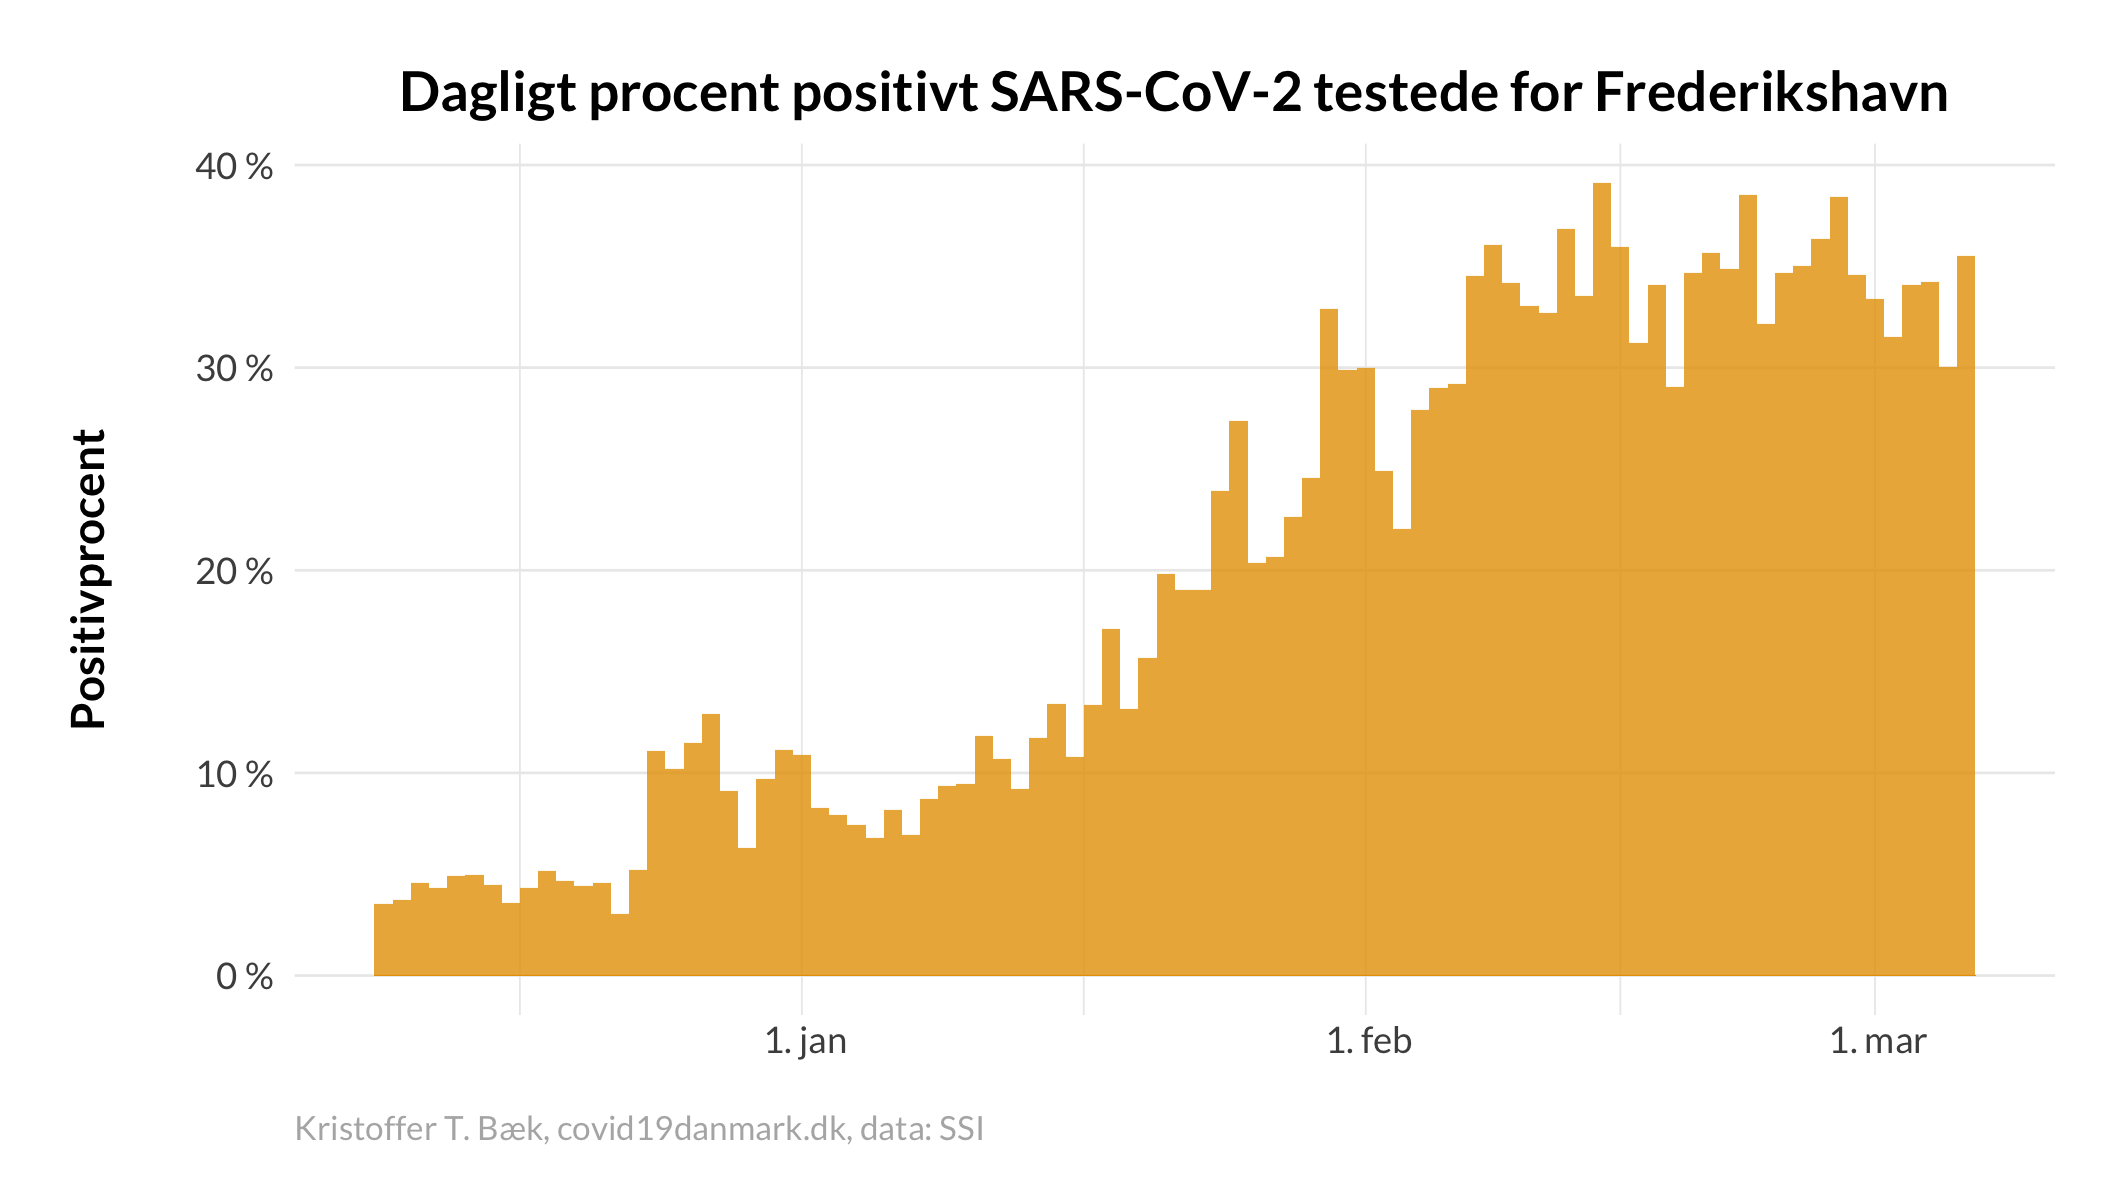 Dagligt procent positivt SARS-CoV-2 testede for Frederikshavn
Positivprocent
40 %
30 %
20 %
10 %
0 %
1. jan
1. feb
1. mar
Kristoffer T. Bæk, covid19danmark.dk, data: SSI